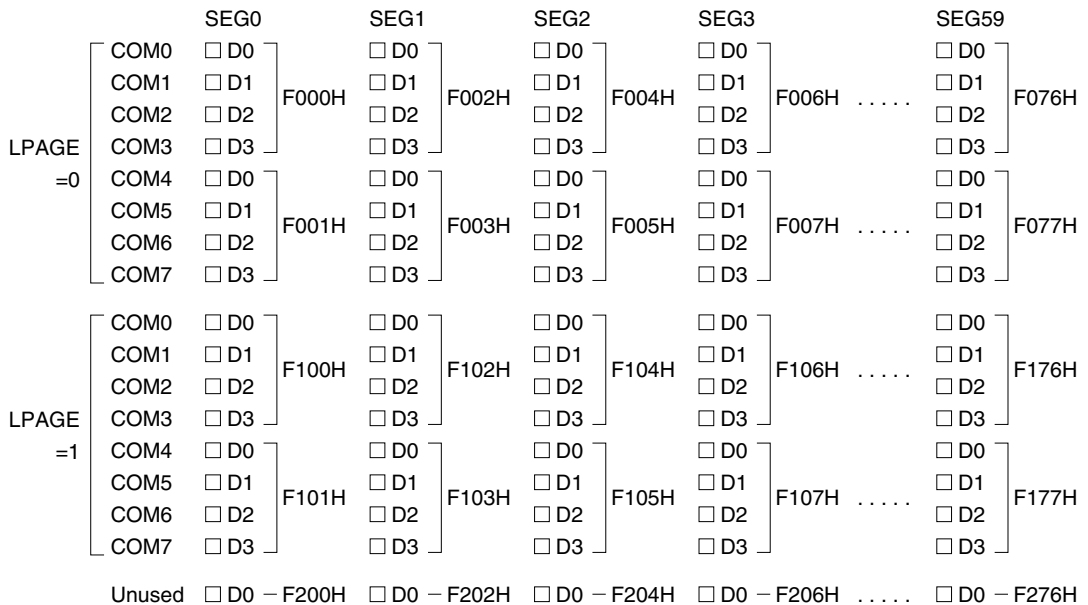 SEG0 SEG1 SEG2 SEG3 SEG59
COM0 □ D0 □ D0 □ D0 □ D0 □ D0
COM1 □ D1 □ D1 □ D1 □ D1 □ D1
F000H F002H F004H F006H . . . . . F076H
COM2 □ D2 □ D2 □ D2 □ D2 □ D2
LPAGE COM3 □ D3 □ D3 □ D3 □ D3 □ D3
=0 COM4 □ D0 □ D0 □ D0 □ D0 □ D0
COM5 □ D1 □ D1 □ D1 □ D1 □ D1
F001H F003H F005H F007H . . . . . F077H
COM6 □ D2 □ D2 □ D2 □ D2 □ D2
COM7 □ D3 □ D3 □ D3 □ D3 □ D3
COM0 □ D0 □ D0 □ D0 □ D0 □ D0
COM1 □ D1 □ D1 □ D1 □ D1 □ D1
F100H F102H F104H F106H . . . . . F176H
COM2 □ D2 □ D2 □ D2 □ D2 □ D2
LPAGE COM3 □ D3 □ D3 □ D3 □ D3 □ D3
=1 COM4 □ D0 □ D0 □ D0 □ D0 □ D0
COM5 □ D1 □ D1 □ D1 □ D1 □ D1
F101H F103H F105H F107H . . . . . F177H
COM6 □ D2 □ D2 □ D2 □ D2 □ D2
COM7 □ D3 □ D3 □ D3 □ D3 □ D3
Unused □ D0 – F200H □ D0 – F202H □ D0 – F204H □ D0 – F206H . . . . . □ D0 – F276H